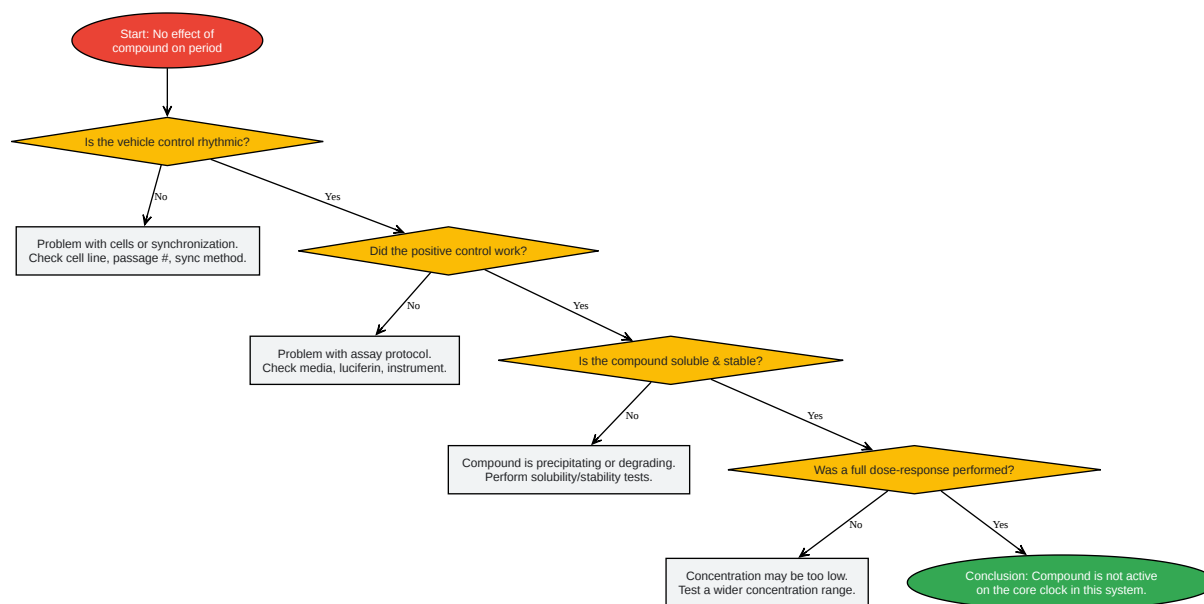 Start: No effect of
compound on period
Is the vehicle control rhythmic?
No
Yes
Problem with cells or synchronization.
Check cell line, passage #, sync method.
Did the positive control work?
No
Yes
Problem with assay protocol.
Check media, luciferin, instrument.
Is the compound soluble & stable?
No
Yes
Compound is precipitating or degrading.
Perform solubility/stability tests.
Was a full dose-response performed?
No
Yes
Concentration may be too low.
Test a wider concentration range.
Conclusion: Compound is not active
on the core clock in this system.